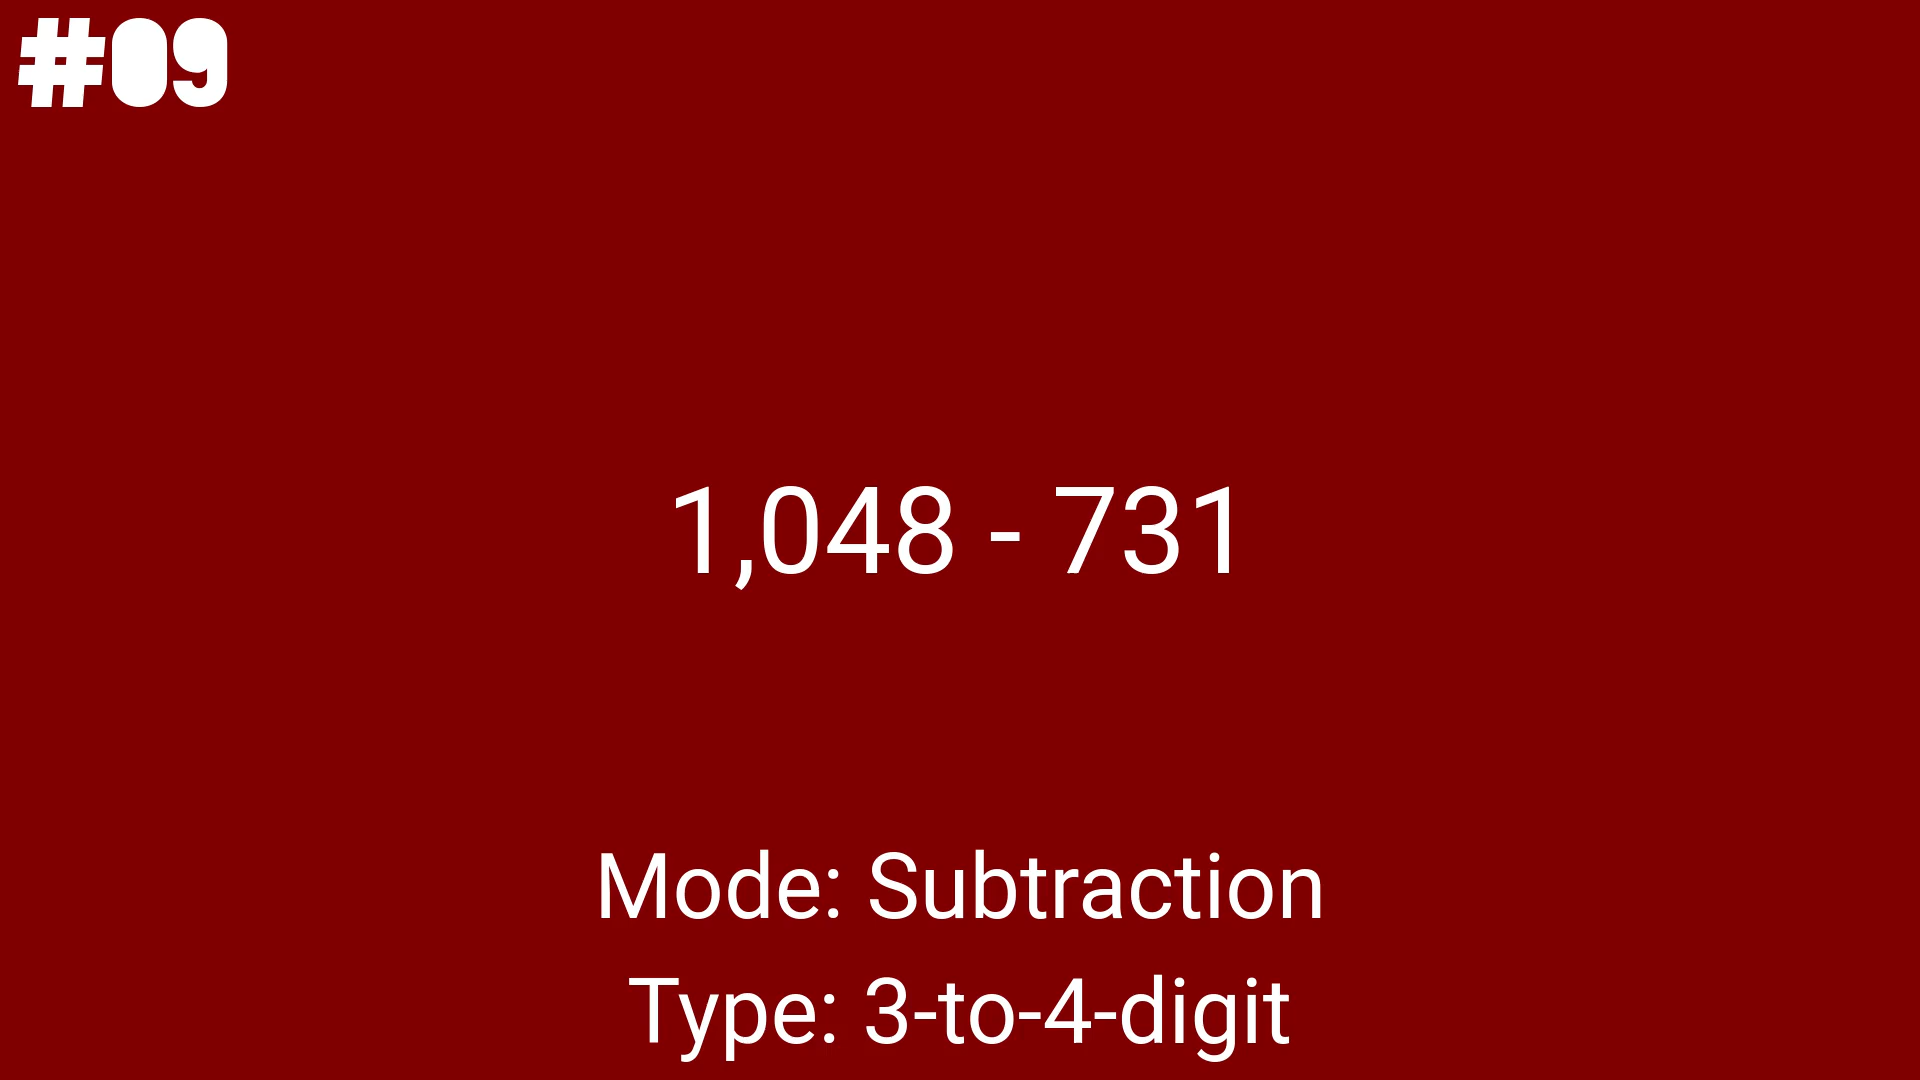 #09
1,048 - 731
Mode: Subtraction
Type: 3-to-4-digit